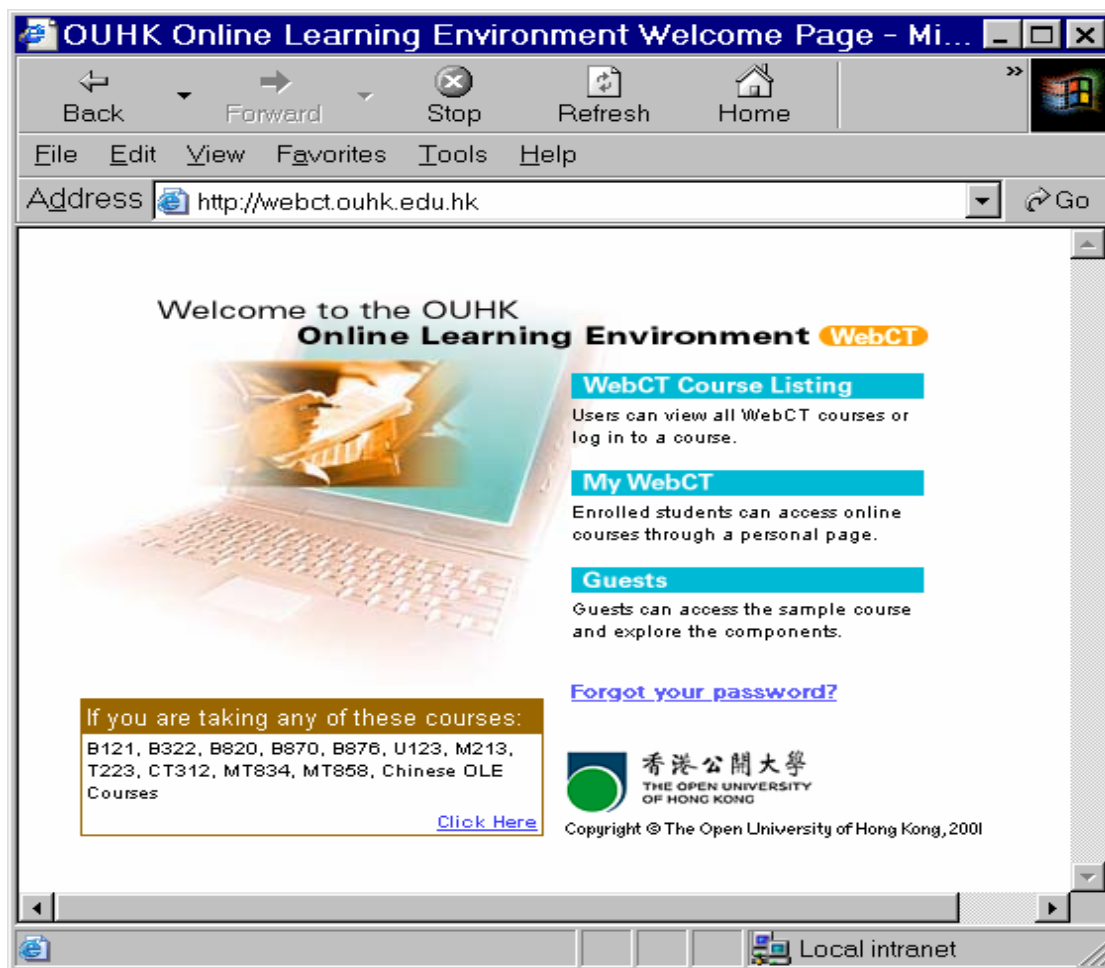 OUHK Online Learning Environment Welcome Page - Mi...
Back Forward Stop Refresh Home »
File Edit View Favorites Tools Help
Address http://webct.ouhk.edu.hk Go
Welcome to the OUHK
Online Learning Environment WebCT
WebCT Course Listing
Users can view all WebCT courses or
log in to a course.
My WebCT
Enrolled students can access online
courses through a personal page.
Guests
Guests can access the sample course
and explore the components.
Forgot your password?
If you are taking any of these courses:
B121, B322, B820, B870, B876, U123, M213,
T223, CT312, MT834, MT858, Chinese OLE
Courses
Click Here
香港公開大學
THE OPEN UNIVERSITY
OF HONG KONG
Copyright © The Open University of Hong Kong, 2001
Local intranet